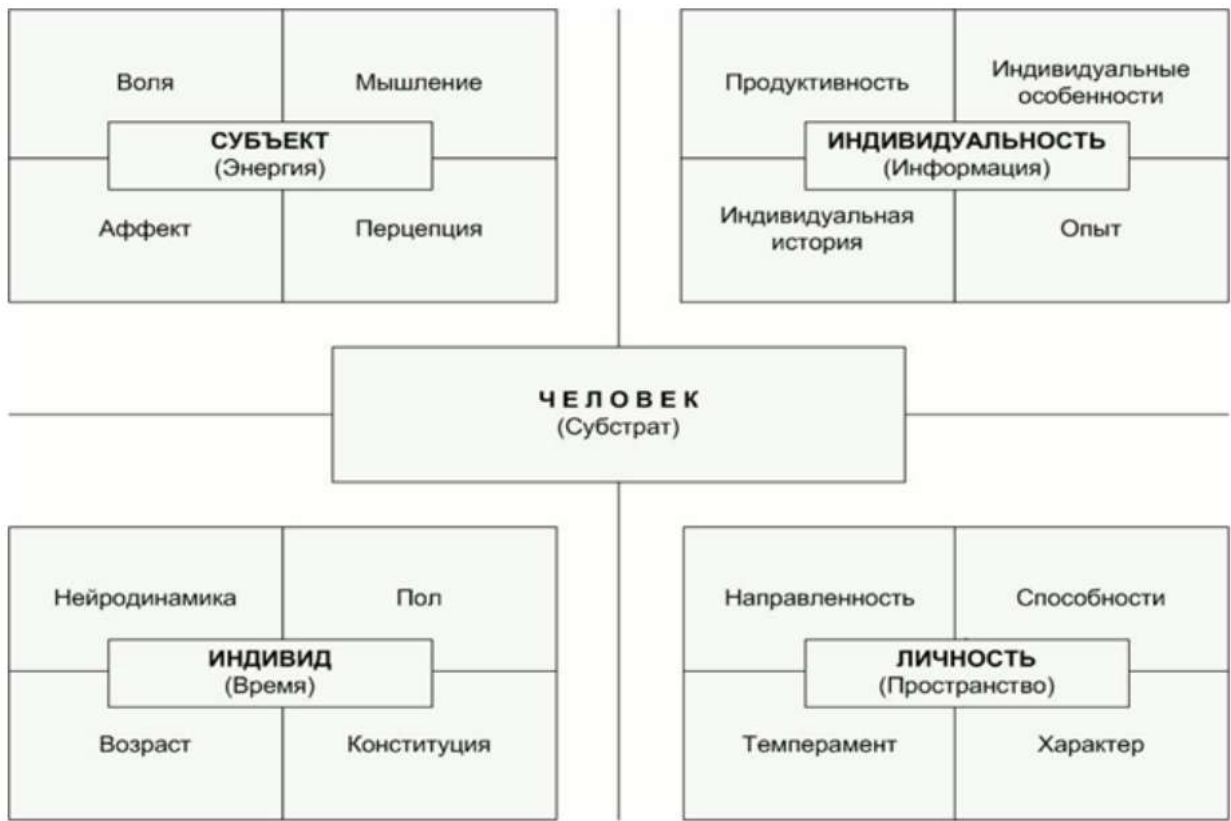 Воля
Мышление
СУБЪЕКТ
(Энергия)
Аффект
Перцепция
Продуктивность
Индивидуальные
особенности
ИНДИВИДУАЛЬНОСТЬ
(Информация)
Индивидуальная
история
Опыт
ЧЕЛОВЕК
(Субстрат)
Нейродинамика
Пол
ИНДИВИД
(Время)
Возраст
Конституция
Направленность
Способности
ЛИЧНОСТЬ
(Пространство)
Темперамент
Характер